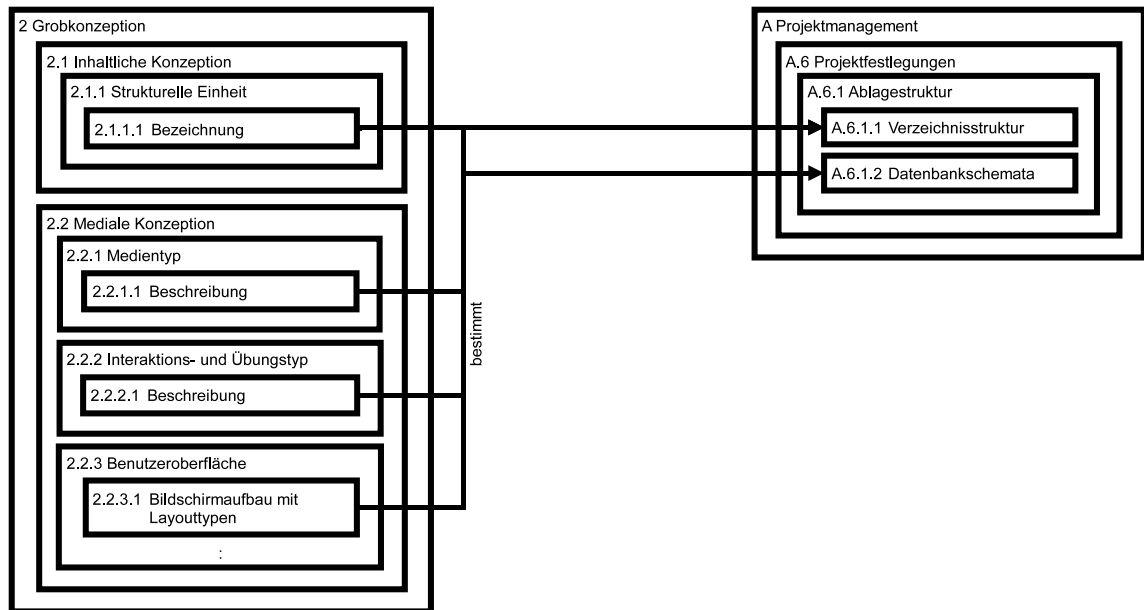 2 Grobkonzeption
2.1 Inhaltliche Konzeption
2.1.1 Strukturelle Einheit
2.1.1.1 Bezeichnung
2.2 Mediale Konzeption
2.2.1 Medientyp
2.2.1.1 Beschreibung
2.2.2 Interaktions- und Übungstyp
2.2.2.1 Beschreibung
2.2.3 Benutzeroberfläche
2.2.3.1 Bildschirmaufbau mit
Layouttypen
:
bestimmt
A Projektmanagement
A.6 Projektfestlegungen
A.6.1 Ablagestruktur
A.6.1.1 Verzeichnisstruktur
A.6.1.2 Datenbankschemata